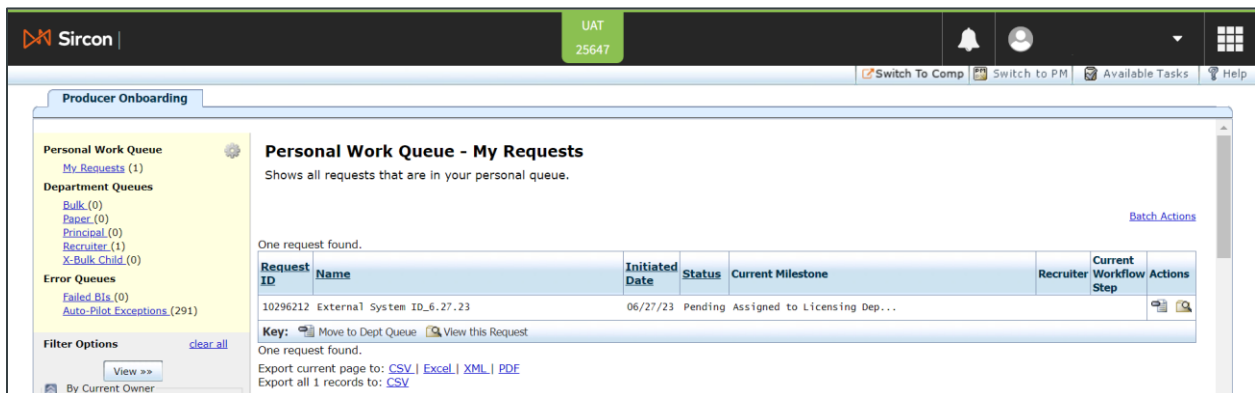 Sircon |
UAT
25647
Switch To Comp | Switch to PM | Available Tasks | Help
Producer Onboarding
Personal Work Queue
My Requests (1)
Department Queues
Bulk (0)
Paper (0)
Principal (0)
Recruiter (1)
X-Bulk Child (0)
Error Queues
Failed BIs (0)
Auto-Pilot Exceptions (291)
Filter Options clear all
View »»
By Current Owner
Personal Work Queue - My Requests
Shows all requests that are in your personal queue.
Batch Actions
One request found.
Request ID Name Initiated Date Status Current Milestone Recruiter Current Workflow Step Actions
10296212 External System ID_6.27.23 06/27/23 Pending Assigned to Licensing Dep...
Key: Move to Dept Queue View this Request
One request found.
Export current page to: CSV | Excel | XML | PDF
Export all 1 records to: CSV